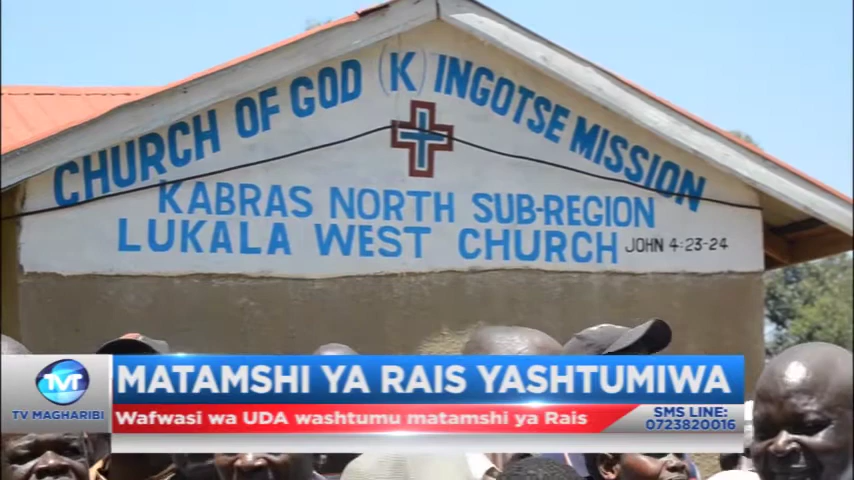 CHURCH OF GOD (K) INGOTSE MISSION
KABRAS NORTH SUB-REGION
LUKALA WEST CHURCH JOHN 4:23-24
TVT
TV MAGHARIBI
MATAMSHI YA RAIS YASHTUMIWA
Wafwasi wa UDA washtumu matamshi ya Rais
SMS LINE:
0723820016